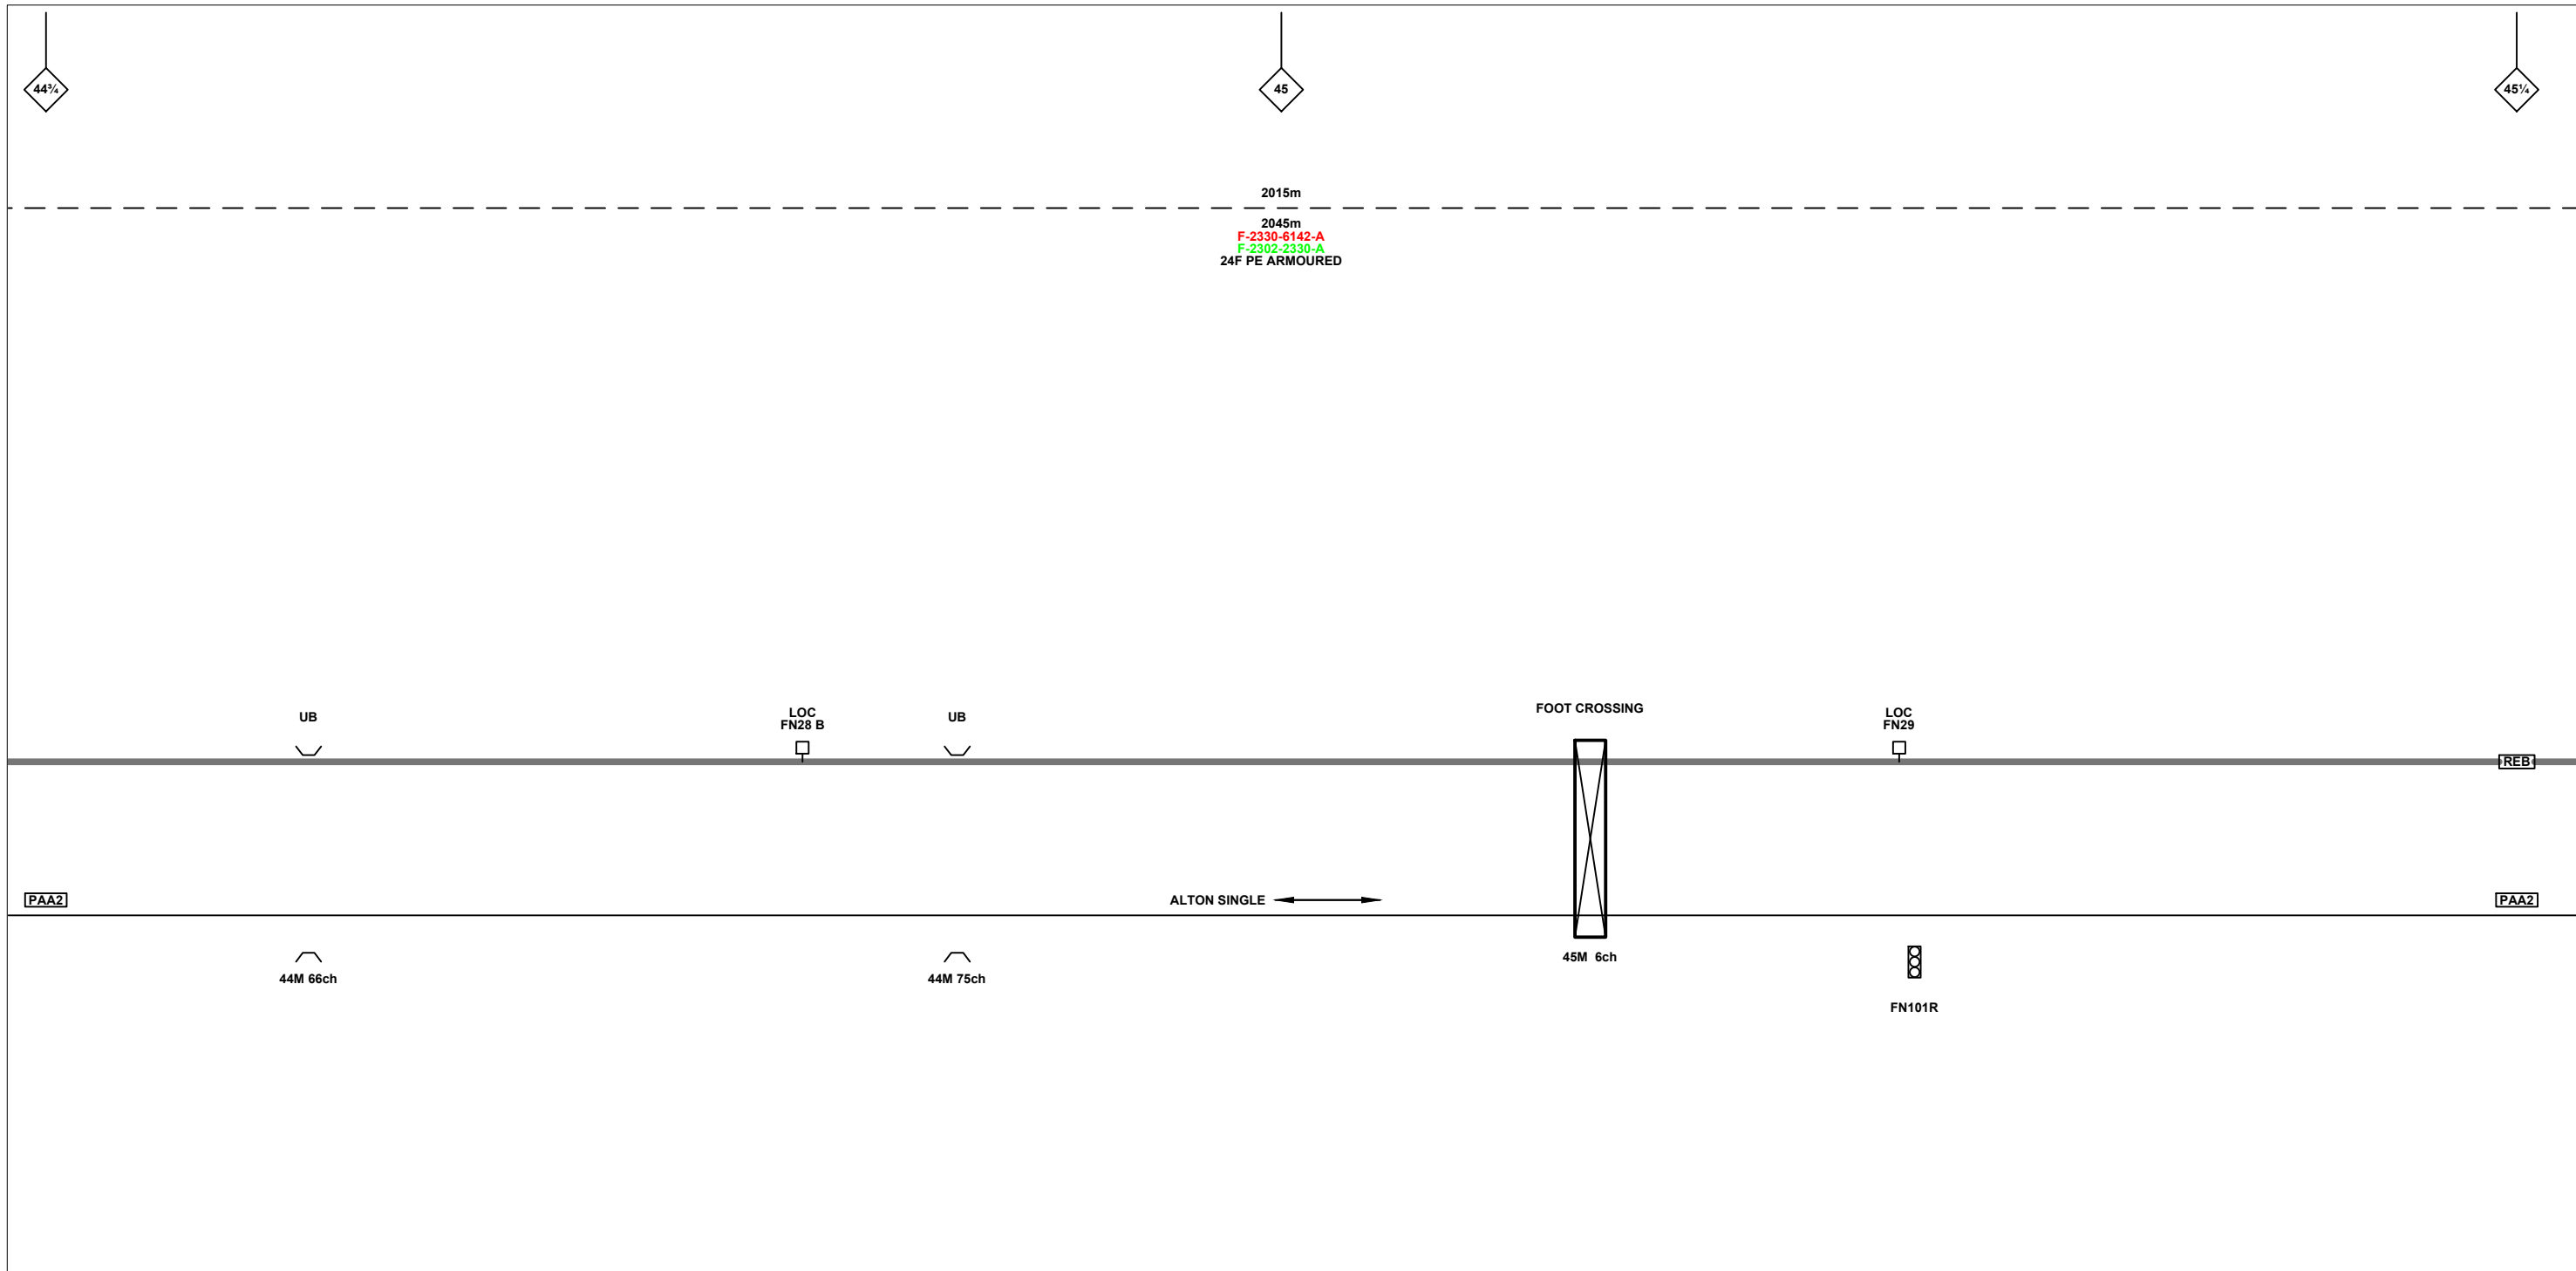 44¾
45
45¼
2015m
2045m
F-2330-6142-A
F-2302-2330-A
24F PE ARMOURED
UB
LOC
FN28 B
UB
FOOT CROSSING
LOC
FN29
REB
PAA2
ALTON SINGLE
PAA2
44M 66ch
44M 75ch
45M 6ch
FN101R